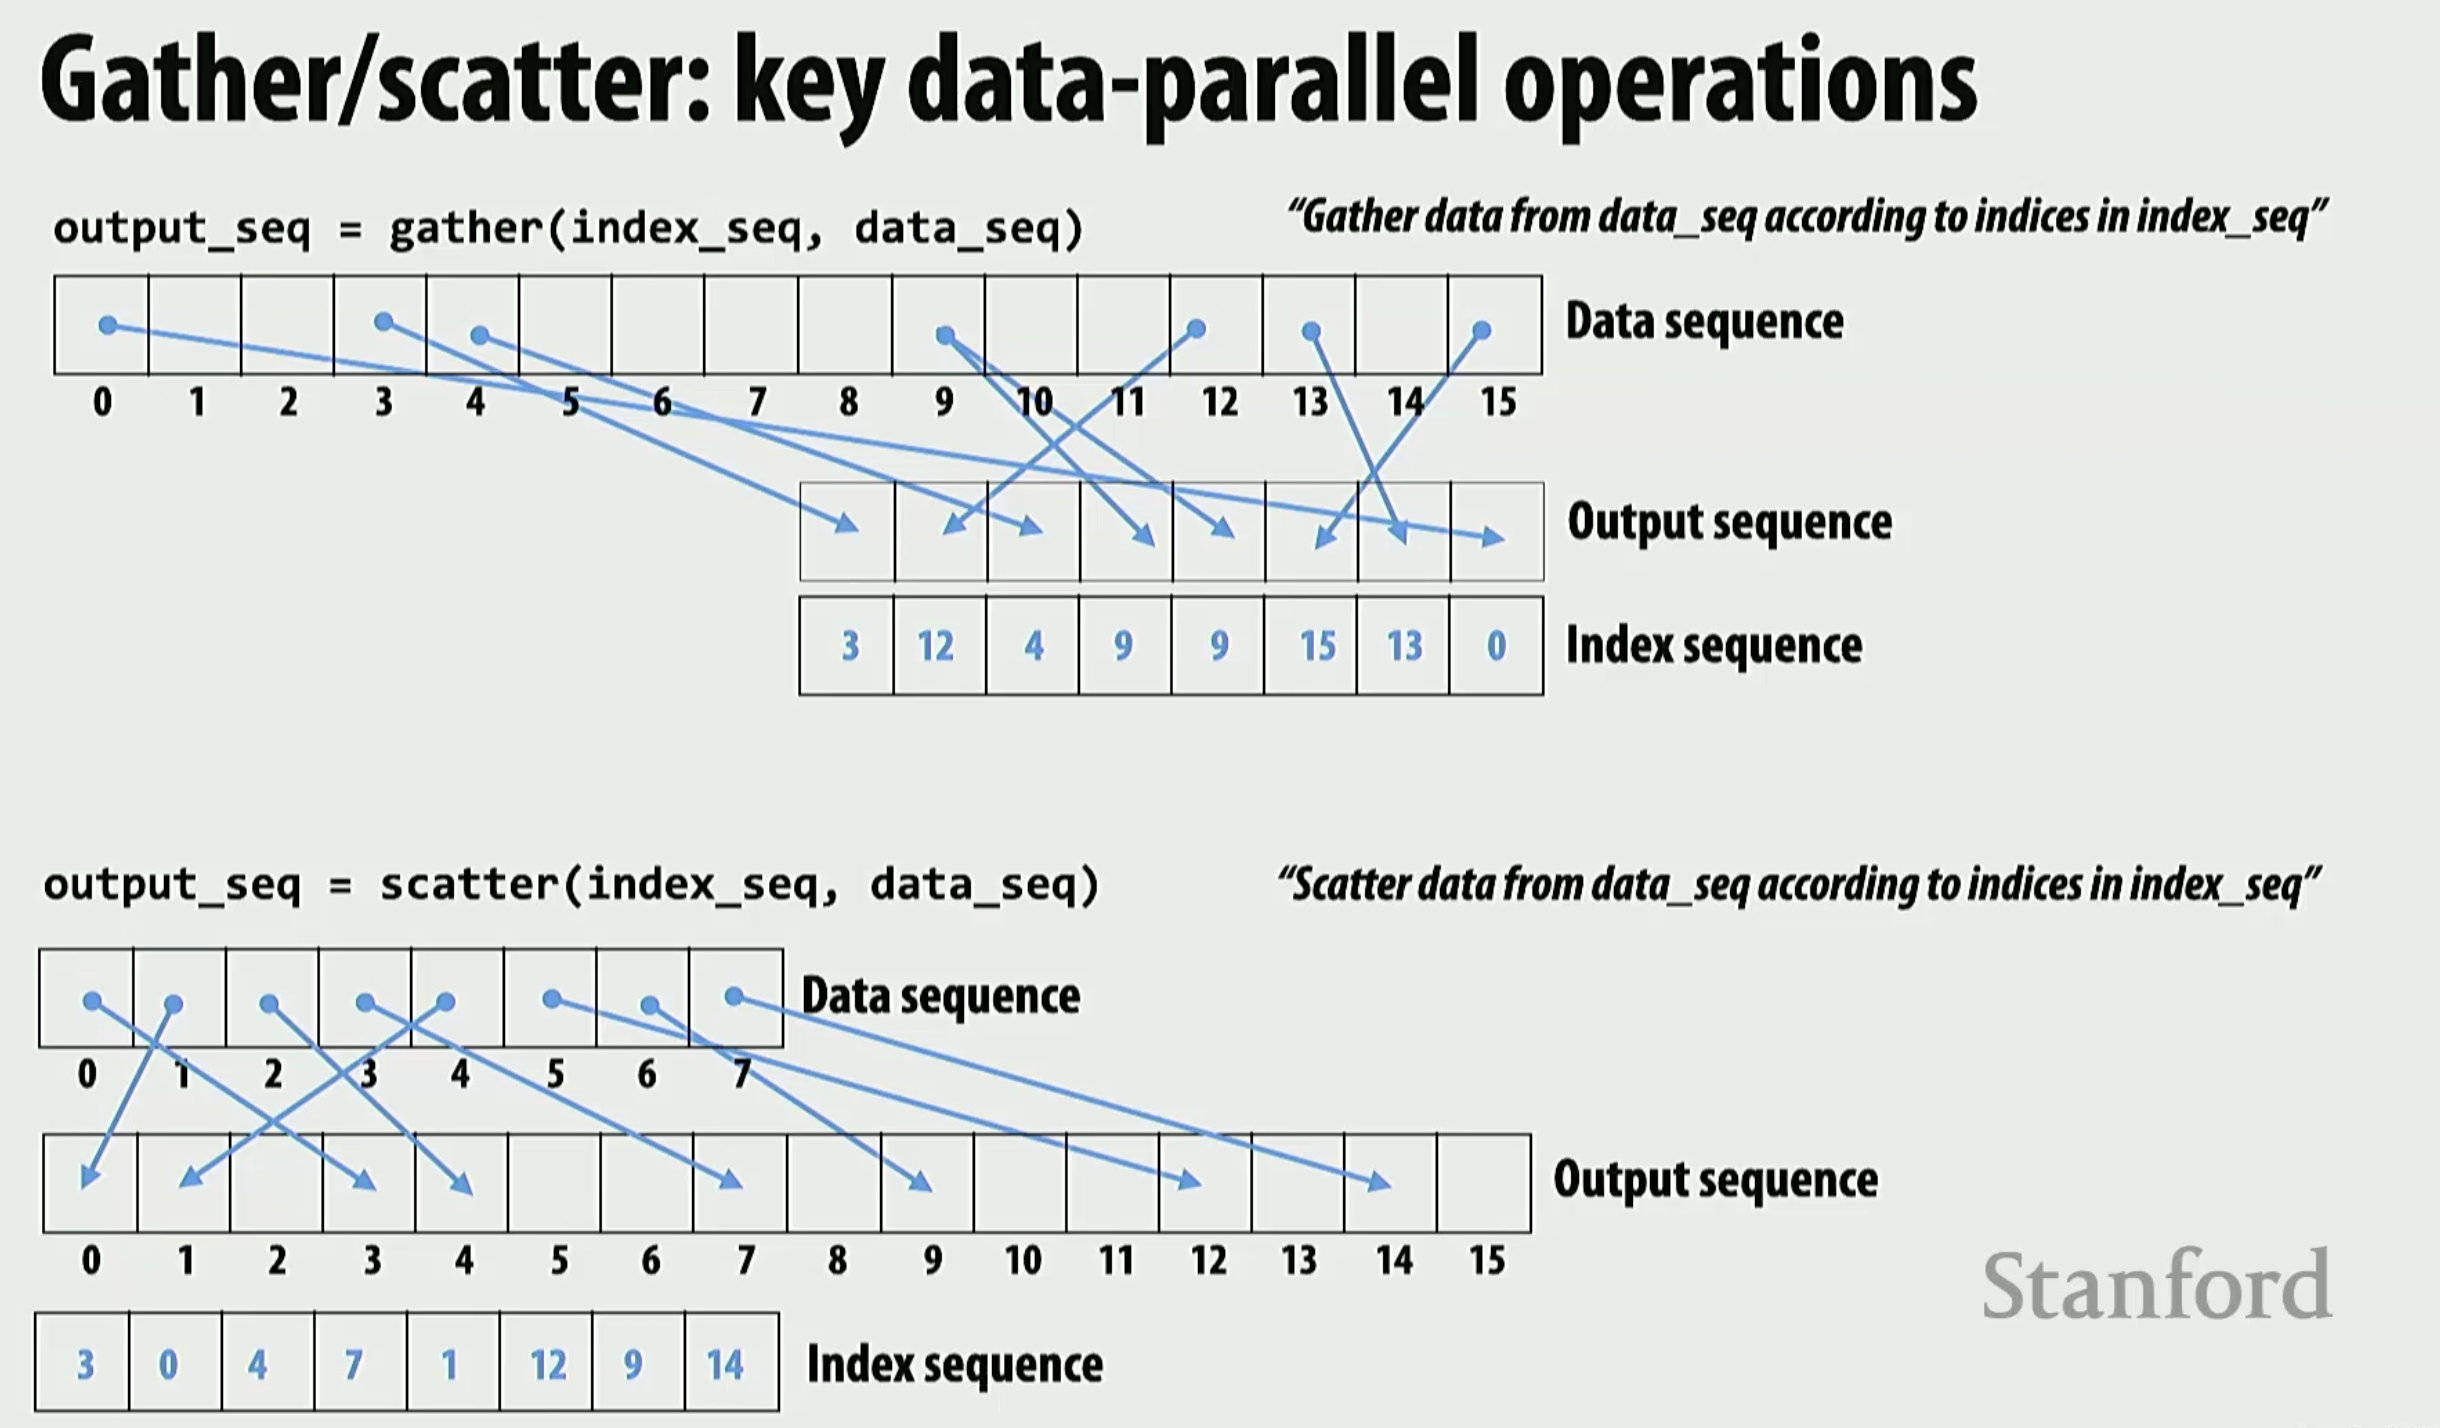 Gather/scatter: key data-parallel operations
output_seq = gather(index_seq, data_seq)
“Gather data from data_seq according to indices in index_seq”
Data sequence
0 1 2 3 4 5 6 7 8 9 10 11 12 13 14 15
Output sequence
3 12 4 9 9 15 13 0
Index sequence
output_seq = scatter(index_seq, data_seq)
“Scatter data from data_seq according to indices in index_seq”
Data sequence
0 1 2 3 4 5 6 7
Output sequence
0 1 2 3 4 5 6 7 8 9 10 11 12 13 14 15
Stanford
3 0 4 7 1 12 9 14
Index sequence